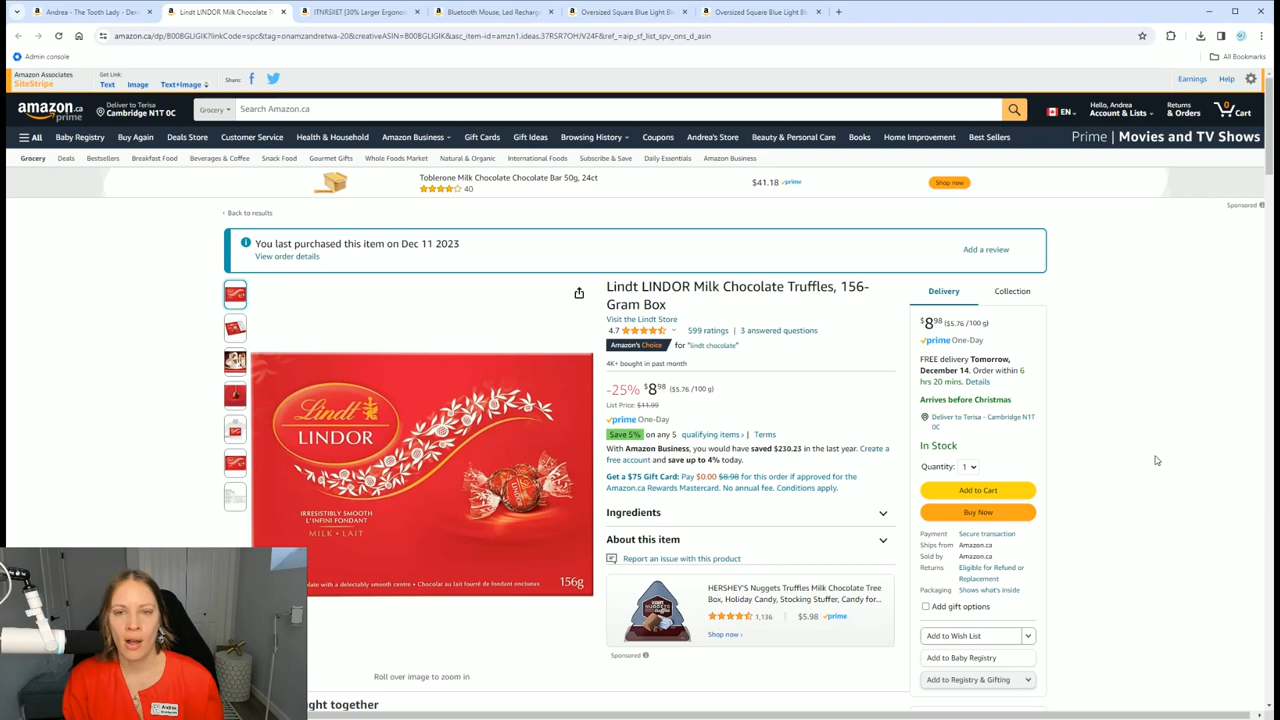 Andrea - The Tooth Lady - Den
Lindt LINDOR Milk Chocolate T
ITNRSIIET [30% Larger Ergonom
Bluetooth Mouse, Led Recharge
Oversized Square Blue Light Bl
Oversized Square Blue Light Bl
amazon.ca/dp/B00BGLIGIK?linkCode=spc&tag=onamzandretwa-20&creativeASIN=B00BGLIGIK&asc_item-id=amzn1.ideas.37RSR7OHJV24F&ref_=aip_sf_list_spv_ons_d_asin
Admin console
All Bookmarks
Amazon Associates
SiteStripe
Get Link:
Text
Image
Text+Image
Share:
Earnings
Help
amazon.ca
prime
Deliver to Terisa
Cambridge N1T 0C
Grocery
Search Amazon.ca
EN
Hello, Andrea
Account & Lists
Returns
& Orders
0
Cart
All
Baby Registry
Buy Again
Deals Store
Customer Service
Health & Household
Amazon Business
Gift Cards
Gift Ideas
Browsing History
Coupons
Andrea's Store
Beauty & Personal Care
Books
Home Improvement
Best Sellers
Prime | Movies and TV Shows
Grocery
Deals
Bestsellers
Breakfast Food
Beverages & Coffee
Snack Food
Gourmet Gifts
Whole Foods Market
Natural & Organic
International Foods
Subscribe & Save
Daily Essentials
Amazon Business
Toblerone Milk Chocolate Chocolate Bar 50g, 24ct
40
$41.18 prime
Shop now
Sponsored
‹ Back to results
You last purchased this item on Dec 11 2023
View order details
Add a review
Lindt
LINDOR
IRRESISTIBLY SMOOTH
L'INFINI FONDANT
MILK • LAIT
late with a delectably smooth centre • Chocolat au lait fourré de fondant onctueux
156g
Roll over image to zoom in
ght together
Lindt LINDOR Milk Chocolate Truffles, 156-
Gram Box
Visit the Lindt Store
4.7
599 ratings | 3 answered questions
Amazon's Choice for "lindt chocolate"
4K+ bought in past month
-25% $8 98 ($5.76 /100 g)
List Price: $11.99
prime One-Day
Save 5% on any 5 qualifying items › | Terms
With Amazon Business, you would have saved $230.23 in the last year. Create a
free account and save up to 4% today.
Get a $75 Gift Card: Pay $0.00 $8.98 for this order if approved for the
Amazon.ca Rewards Mastercard. No annual fee. Conditions apply.
Ingredients
About this item
Report an issue with this product
HERSHEY'S Nuggets Truffles Milk Chocolate Tree
Box, Holiday Candy, Stocking Stuffer, Candy for...
1,136 | $5.98 prime
Shop now ›
Sponsored
Delivery
Collection
$8 98 ($5.76 /100 g)
prime One-Day
FREE delivery Tomorrow,
December 14. Order within 6
hrs 20 mins. Details
Arrives before Christmas
Deliver to Terisa - Cambridge N1T
0C
In Stock
Quantity: 1
Add to Cart
Buy Now
Payment Secure transaction
Ships from Amazon.ca
Sold by Amazon.ca
Returns Eligible for Refund or
Replacement
Packaging Shows what's inside
Add gift options
Add to Wish List
Add to Baby Registry
Add to Registry & Gifting
Andrea